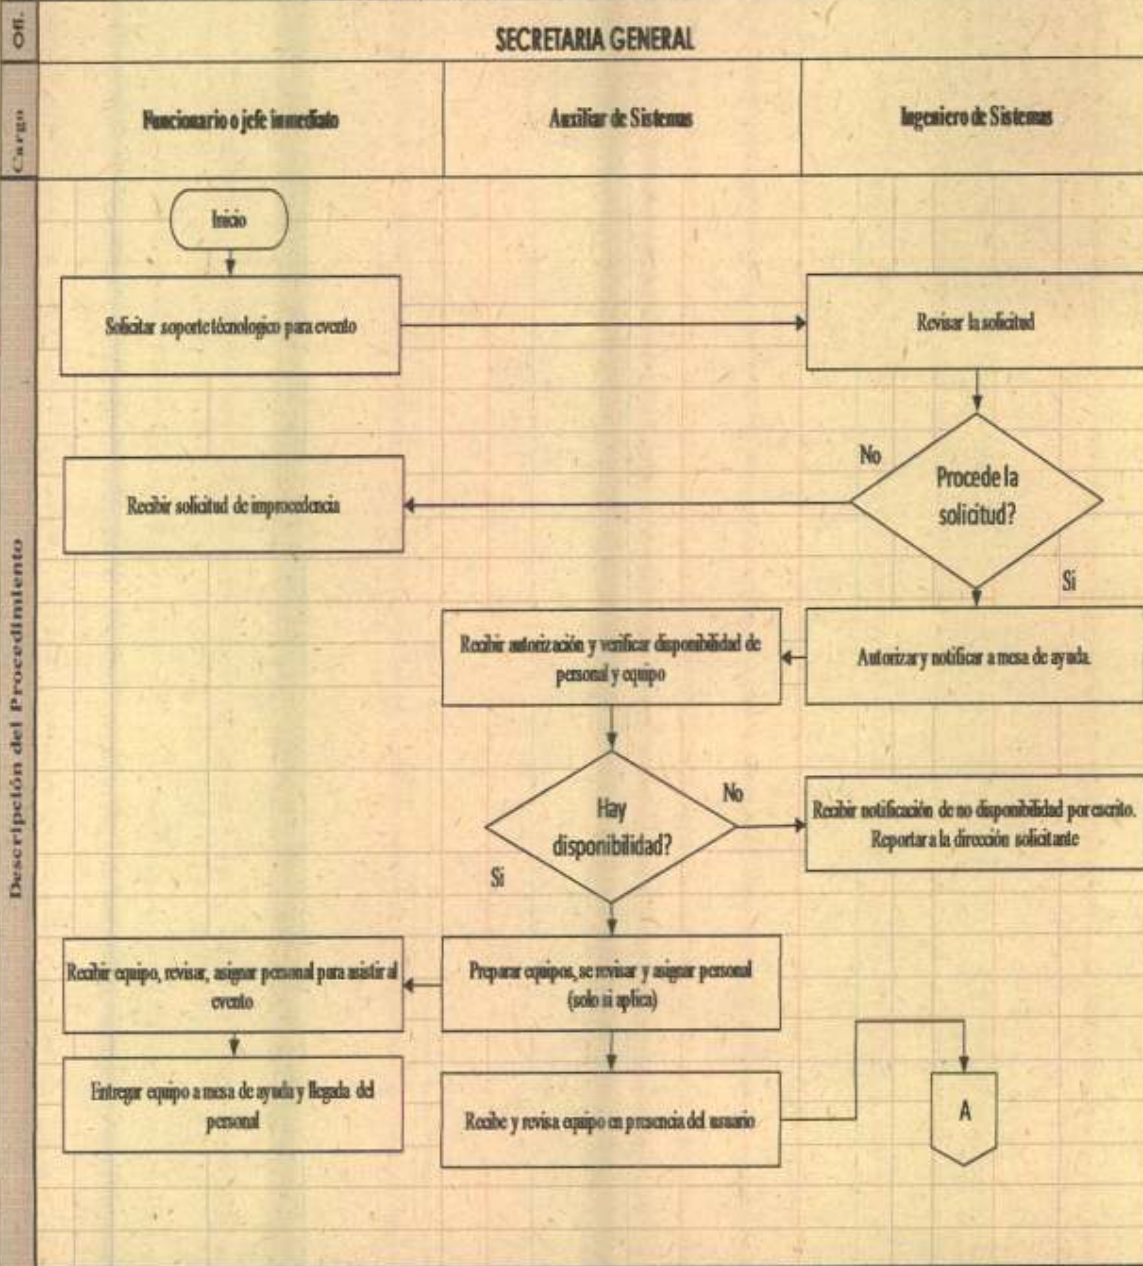 Ofi.
SECRETARIA GENERAL
Cargo
Funcionario o jefe inmediato
Auxiliar de Sistemas
Ingeniero de Sistemas
Descripción del Procedimiento
Inicio
Solicitar soporte técnologico para evento
Revisar la solicitud
No
Procede la
solicitud?
Recibir solicitud de improcedencia
Si
Recibir autorización y verificar disponibilidad de
personal y equipo
Autorizar y notificar a mesa de ayuda.
Hay
disponibilidad?
No
Recibir notificación de no disponibilidad por escrito.
Reportar a la dirección solicitante
Si
Recibir equipo, revisar, asignar personal para asistir al
evento
Preparar equipos, se revisar y asignar personal
(solo si aplica)
Entregar equipo a mesa de ayuda y llegada del
personal
Recibe y revisa equipo en presencia del usuario
A